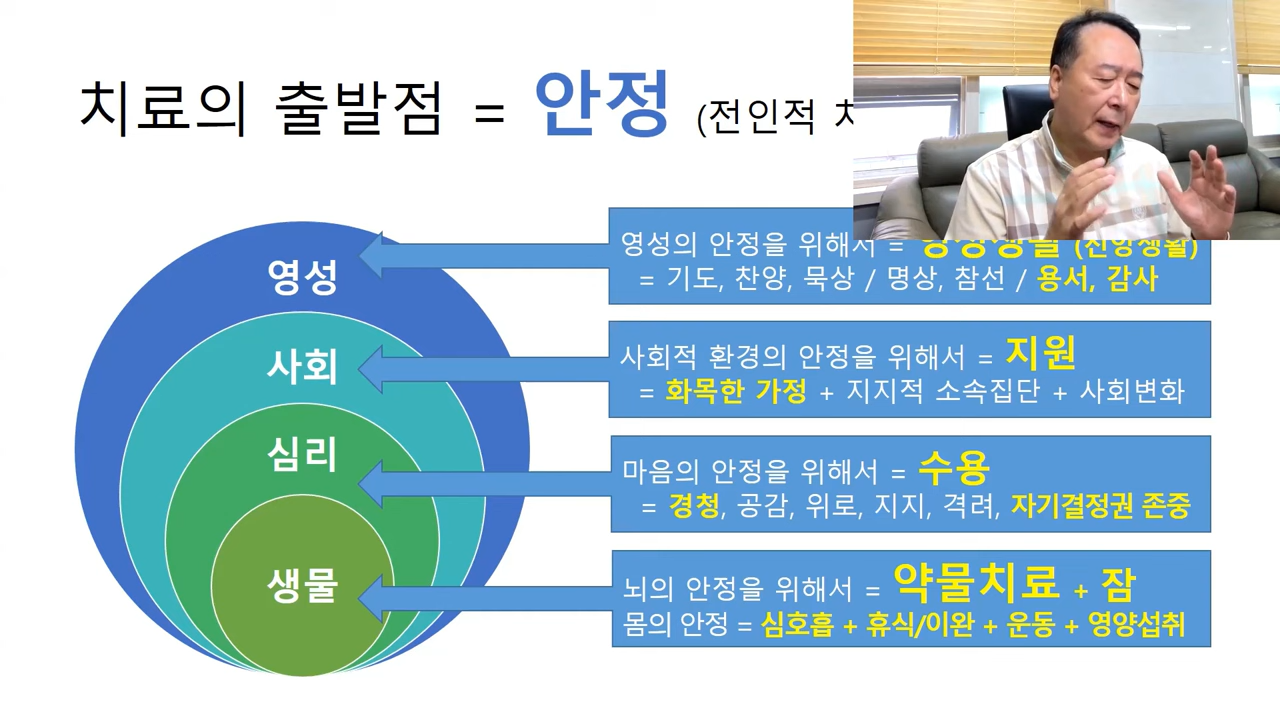 치료의 출발점 = 안정 (전인적
영성
영성의 안정을 위해서 = (신앙생활)
= 기도, 찬양, 묵상 / 명상, 참선 / 용서, 감사
사회
사회적 환경의 안정을 위해서 = 지원
= 화목한 가정 + 지지적 소속집단 + 사회변화
심리
마음의 안정을 위해서 = 수용
= 경청, 공감, 위로, 지지, 격려, 자기결정권 존중
생물
뇌의 안정을 위해서 = 약물치료 + 잠
몸의 안정 = 심호흡 + 휴식/이완 + 운동 + 영양섭취